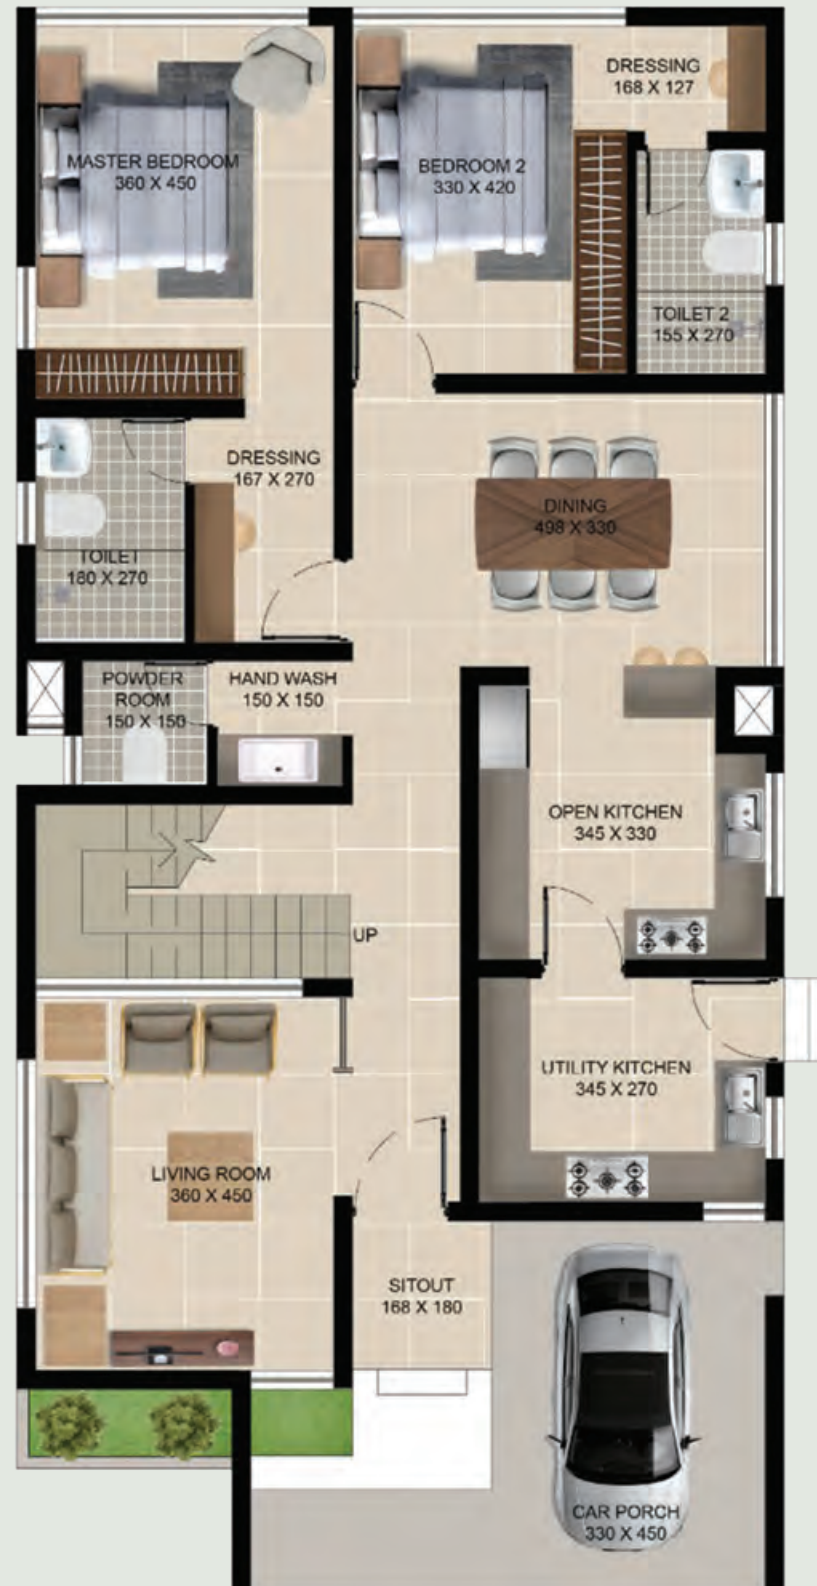 DRESSING
168 X 127
MASTER BEDROOM
360 X 450
BEDROOM 2
330 X 420
TOILET 2
155 X 270
DRESSING
167 X 270
DINING
498 X 330
TOILET
180 X 270
POWDER
ROOM
150 X 150
HAND WASH
150 X 150
OPEN KITCHEN
345 X 330
UP
UTILITY KITCHEN
345 X 270
LIVING ROOM
360 X 450
SITOUT
168 X 180
CAR PORCH
330 X 450